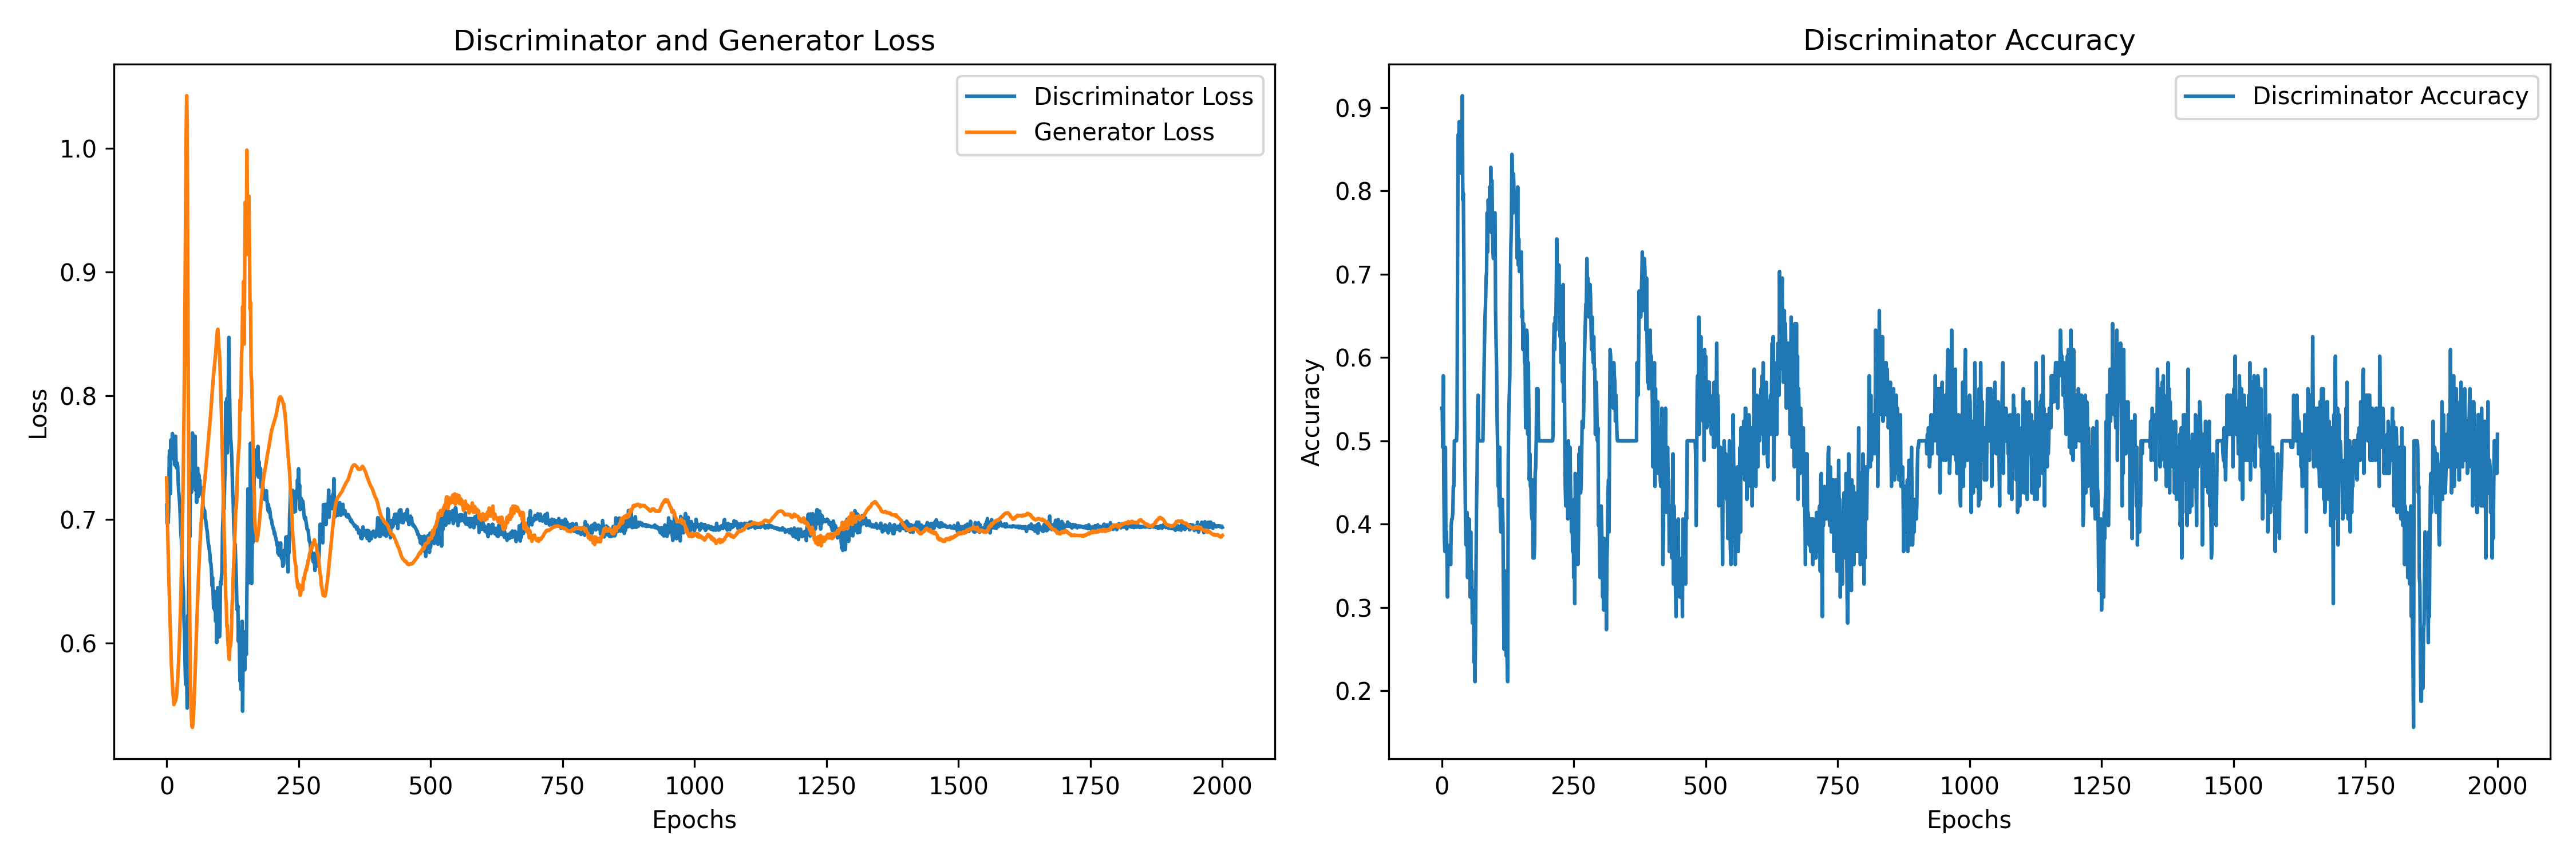 Discriminator and Generator Loss
Discriminator Loss
Generator Loss
1.0
0.9
0.8
0.7
0.6
Loss
0 250 500 750 1000 1250 1500 1750 2000
Epochs
Discriminator Accuracy
Discriminator Accuracy
0.9
0.8
0.7
0.6
0.5
0.4
0.3
0.2
Accuracy
0 250 500 750 1000 1250 1500 1750 2000
Epochs